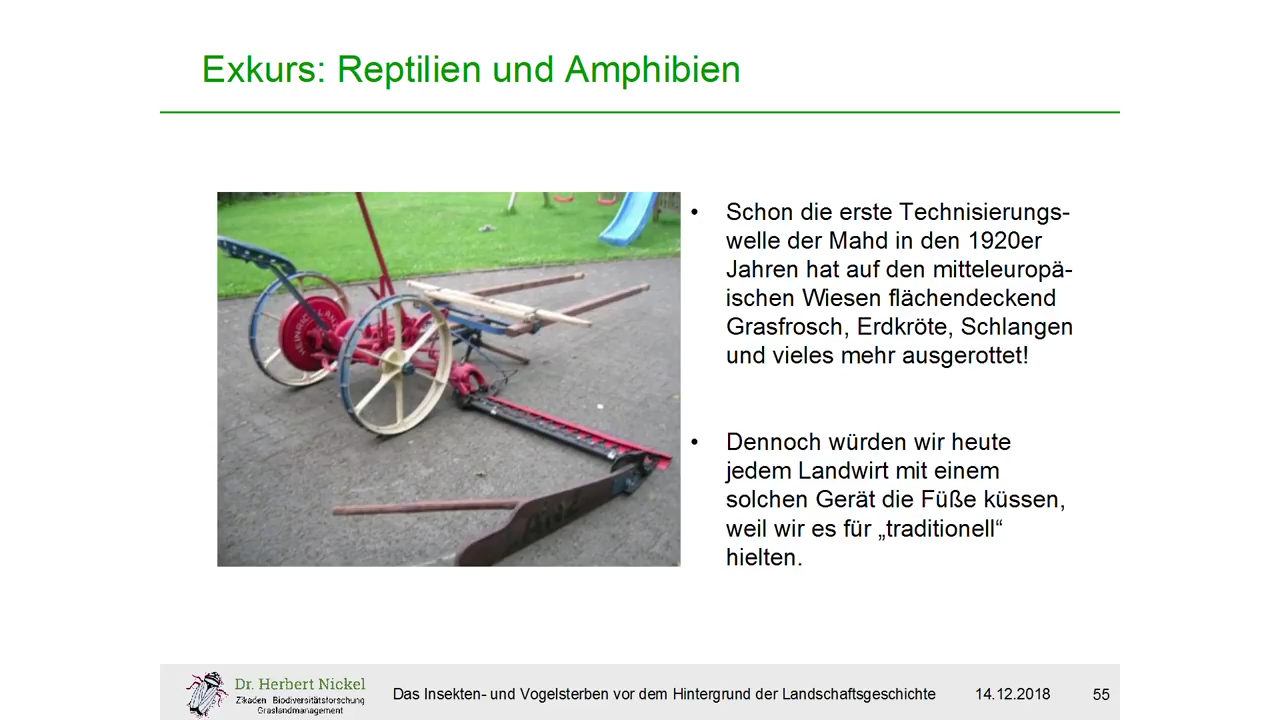 Exkurs: Reptilien und Amphibien
• Schon die erste Technisierungs-
welle der Mahd in den 1920er
Jahren hat auf den mitteleuropä-
ischen Wiesen flächendeckend
Grasfrosch, Erdkröte, Schlangen
und vieles mehr ausgerottet!
• Dennoch würden wir heute
jedem Landwirt mit einem
solchen Gerät die Füße küssen,
weil wir es für „traditionell“
hielten.
HEINRICH LANZ
Dr. Herbert Nickel
Zikaden Biodiversitätsforschung
Graslandmanagement
Das Insekten- und Vogelsterben vor dem Hintergrund der Landschaftsgeschichte
14.12.2018
55